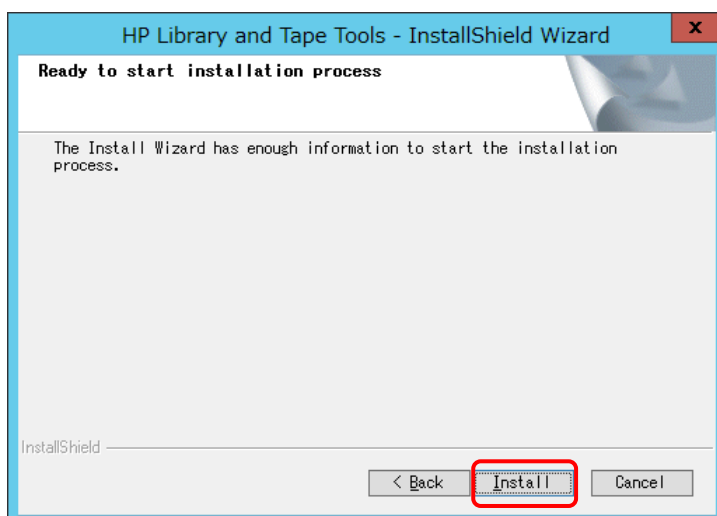 HP Library and Tape Tools - InstallShield Wizard
x
Ready to start installation process
The Install Wizard has enough information to start the installation
process.
InstallShield
< Back
Install
Cancel